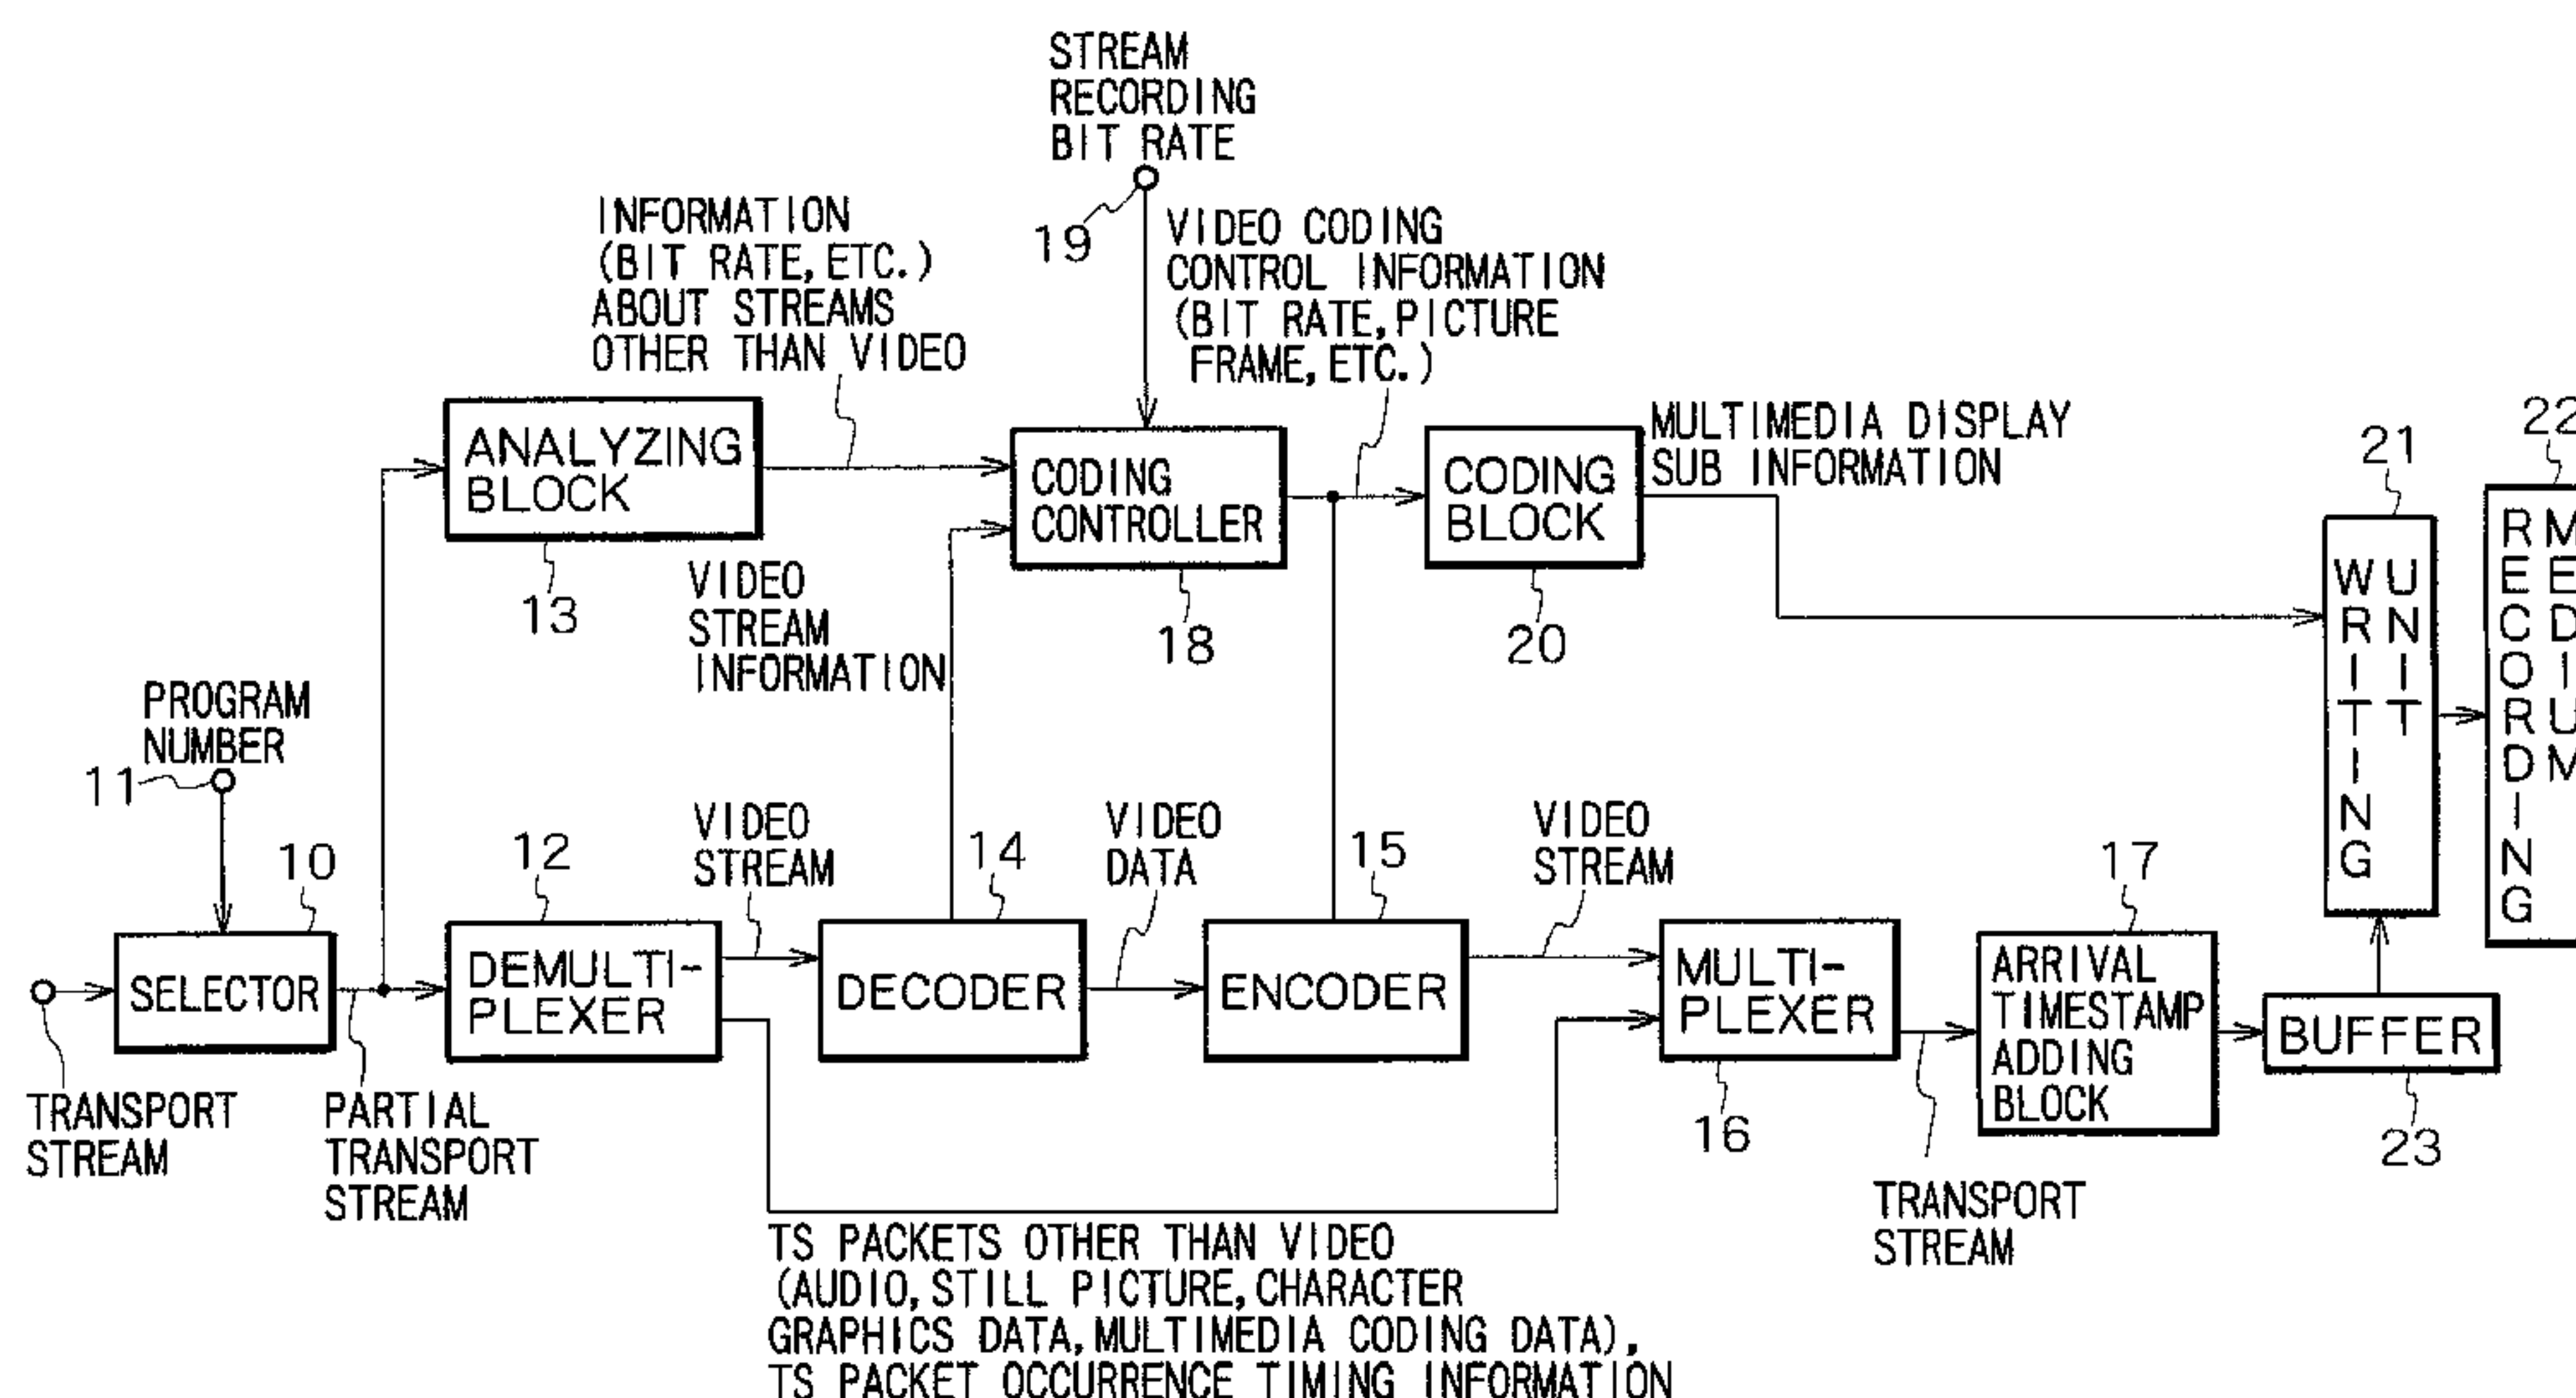 STREAM
RECORDING
BIT RATE
19
INFORMATION
(BIT RATE, ETC.)
ABOUT STREAMS
OTHER THAN VIDEO
VIDEO CODING
CONTROL INFORMATION
(BIT RATE, PICTURE
FRAME, ETC.)
ANALYZING
BLOCK
13
CODING
CONTROLLER
18
CODING
BLOCK
20
MULTIMEDIA DISPLAY
SUB INFORMATION
21
WRITING
UNIT
22
RECORDING
MEDIUM
VIDEO
STREAM
INFORMATION
PROGRAM
NUMBER
11
10
SELECTOR
TRANSPORT
STREAM
PARTIAL
TRANSPORT
STREAM
12
DEMULTI-
PLEXER
VIDEO
STREAM
14
DECODER
VIDEO
DATA
15
ENCODER
VIDEO
STREAM
MULTI-
PLEXER
16
17
ARRIVAL
TIMESTAMP
ADDING
BLOCK
TRANSPORT
STREAM
BUFFER
23
TS PACKETS OTHER THAN VIDEO
(AUDIO, STILL PICTURE, CHARACTER
GRAPHICS DATA, MULTIMEDIA CODING DATA),
TS PACKET OCCURRENCE TIMING INFORMATION